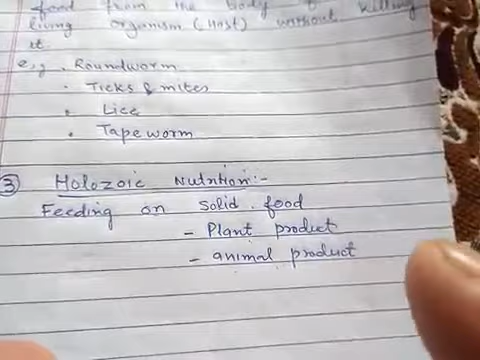 food from the body of
living organism (Host) without killing
it.
e.g. Roundworm
• Ticks & mites
• Lice
• Tapeworm
③ Holozoic Nutrition:-
Feeding on solid food
- Plant product
- animal product